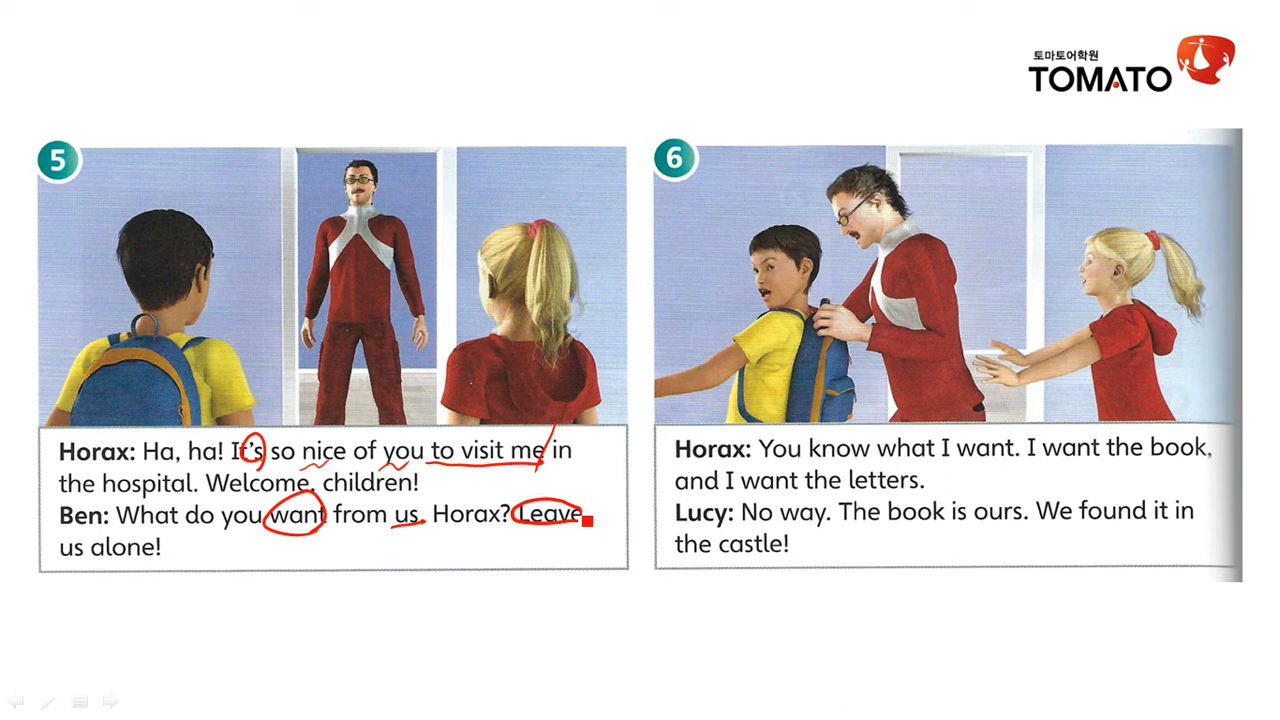 토마토어학원
TOMATO
5
6
Horax: Ha, ha! It's so nice of you to visit me in
the hospital. Welcome, children!
Ben: What do you want from us, Horax? Leave
us alone!
Horax: You know what I want. I want the book,
and I want the letters.
Lucy: No way. The book is ours. We found it in
the castle!